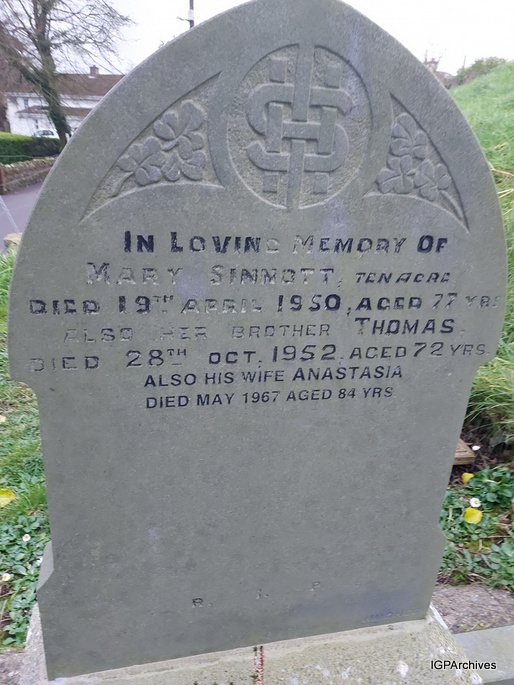 IHS
IN LOVING MEMORY OF
MARY SINNOTT, TENACRE
DIED 19TH APRIL 1950, AGED 77 YRS
ALSO HER BROTHER THOMAS.
DIED 28TH OCT. 1952. AGED 72 YRS.
ALSO HIS WIFE ANASTASIA
DIED MAY 1967 AGED 84 YRS
R. I. P.
IGPArchives